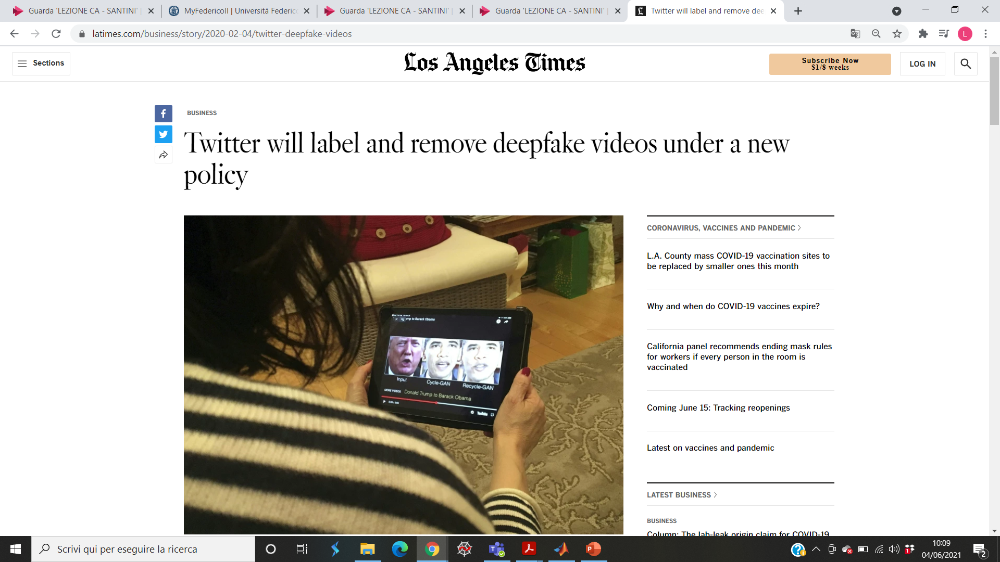 Guarda 'LEZIONE CA - SANTINI' |
MyFedericoII | Università Federico
Guarda 'LEZIONE CA - SANTINI' |
Guarda 'LEZIONE CA - SANTINI' |
Twitter will label and remove dee
latimes.com/business/story/2020-02-04/twitter-deepfake-videos
L
Sections
Los Angeles Times
Subscribe Now
$1/8 weeks
LOG IN
BUSINESS
Twitter will label and remove deepfake videos under a new
policy
mp to Barack Obama
Input
Cycle-GAN
Recycle-GAN
MORE VIDEOS
Donald Trump to Barack Obama
YouTube
CORONAVIRUS, VACCINES AND PANDEMIC
L.A. County mass COVID-19 vaccination sites to
be replaced by smaller ones this month
Why and when do COVID-19 vaccines expire?
California panel recommends ending mask rules
for workers if every person in the room is
vaccinated
Coming June 15: Tracking reopenings
Latest on vaccines and pandemic
LATEST BUSINESS
BUSINESS
Column: The lab-leak origin claim for COVID-19
Scrivi qui per eseguire la ricerca
10:09
04/06/2021
2